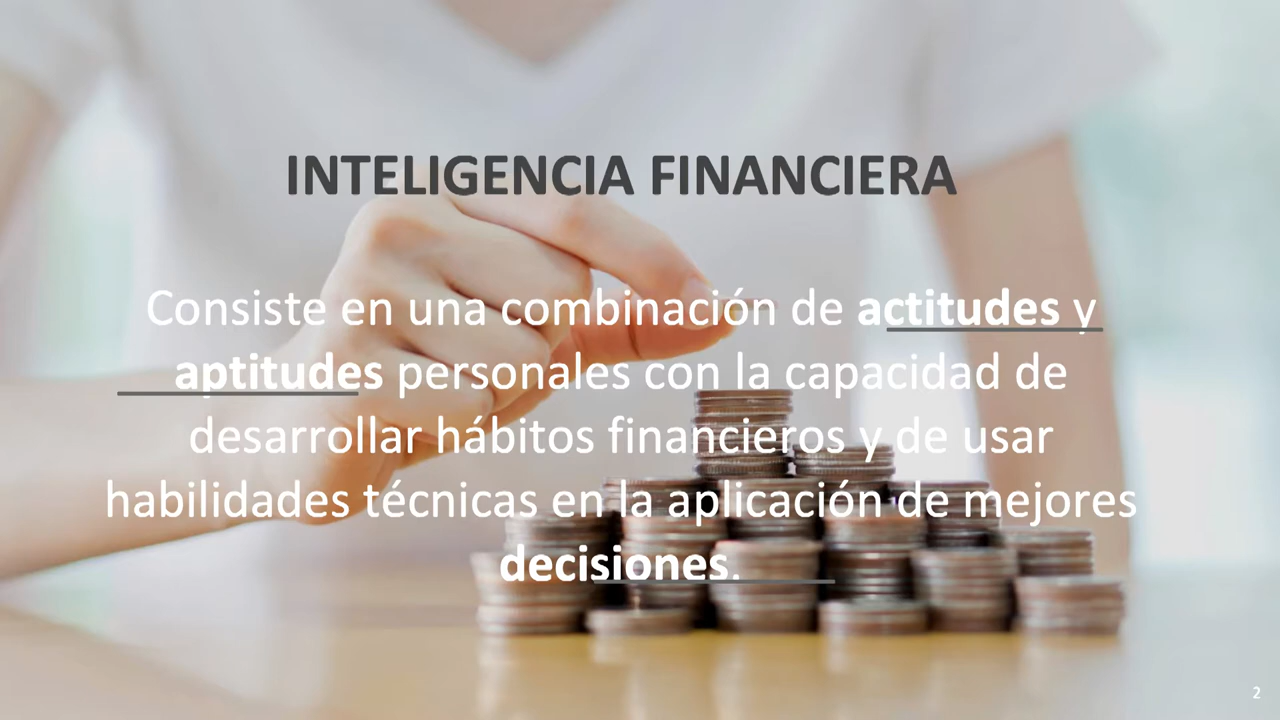 INTELIGENCIA FINANCIERA
Consiste en una combinación de actitudes y
aptitudes personales con la capacidad de
desarrollar hábitos financieros y de usar
habilidades técnicas en la aplicación de mejores
decisiones.
2